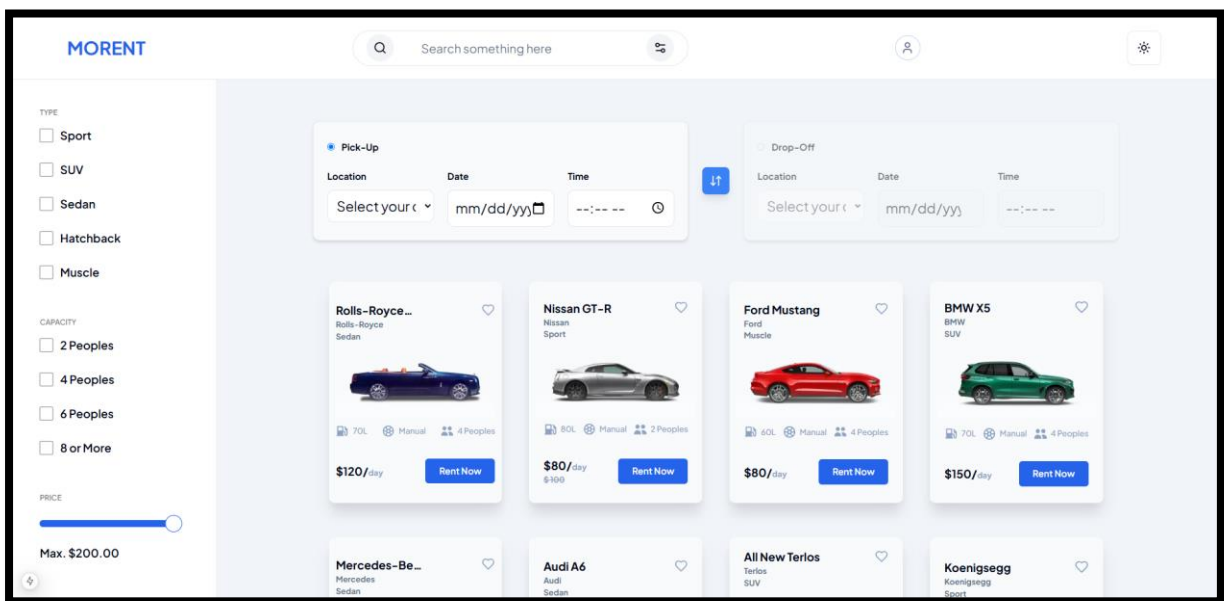 MORENT
Search something here
TYPE
Sport
SUV
Sedan
Hatchback
Muscle
CAPACITY
2 Peoples
4 Peoples
6 Peoples
8 or More
PRICE
Max. $200.00
Pick-Up
Location Date Time
Select your mm/dd/yyy --:-- --
Drop-Off
Location Date Time
Select your mm/dd/yyy --:-- --
Rolls-Royce...
Rolls-Royce
Sedan
70L Manual 4 Peoples
$120/day Rent Now
Nissan GT-R
Nissan
Sport
80L Manual 2 Peoples
$80/day Rent Now
$100
Ford Mustang
Ford
Muscle
60L Manual 4 Peoples
$80/day Rent Now
BMW X5
BMW
SUV
70L Manual 4 Peoples
$150/day Rent Now
Mercedes-Be...
Mercedes
Sedan
Audi A6
Audi
Sedan
All New Terlos
Terlos
SUV
Koenigsegg
Koenigsegg
Sport